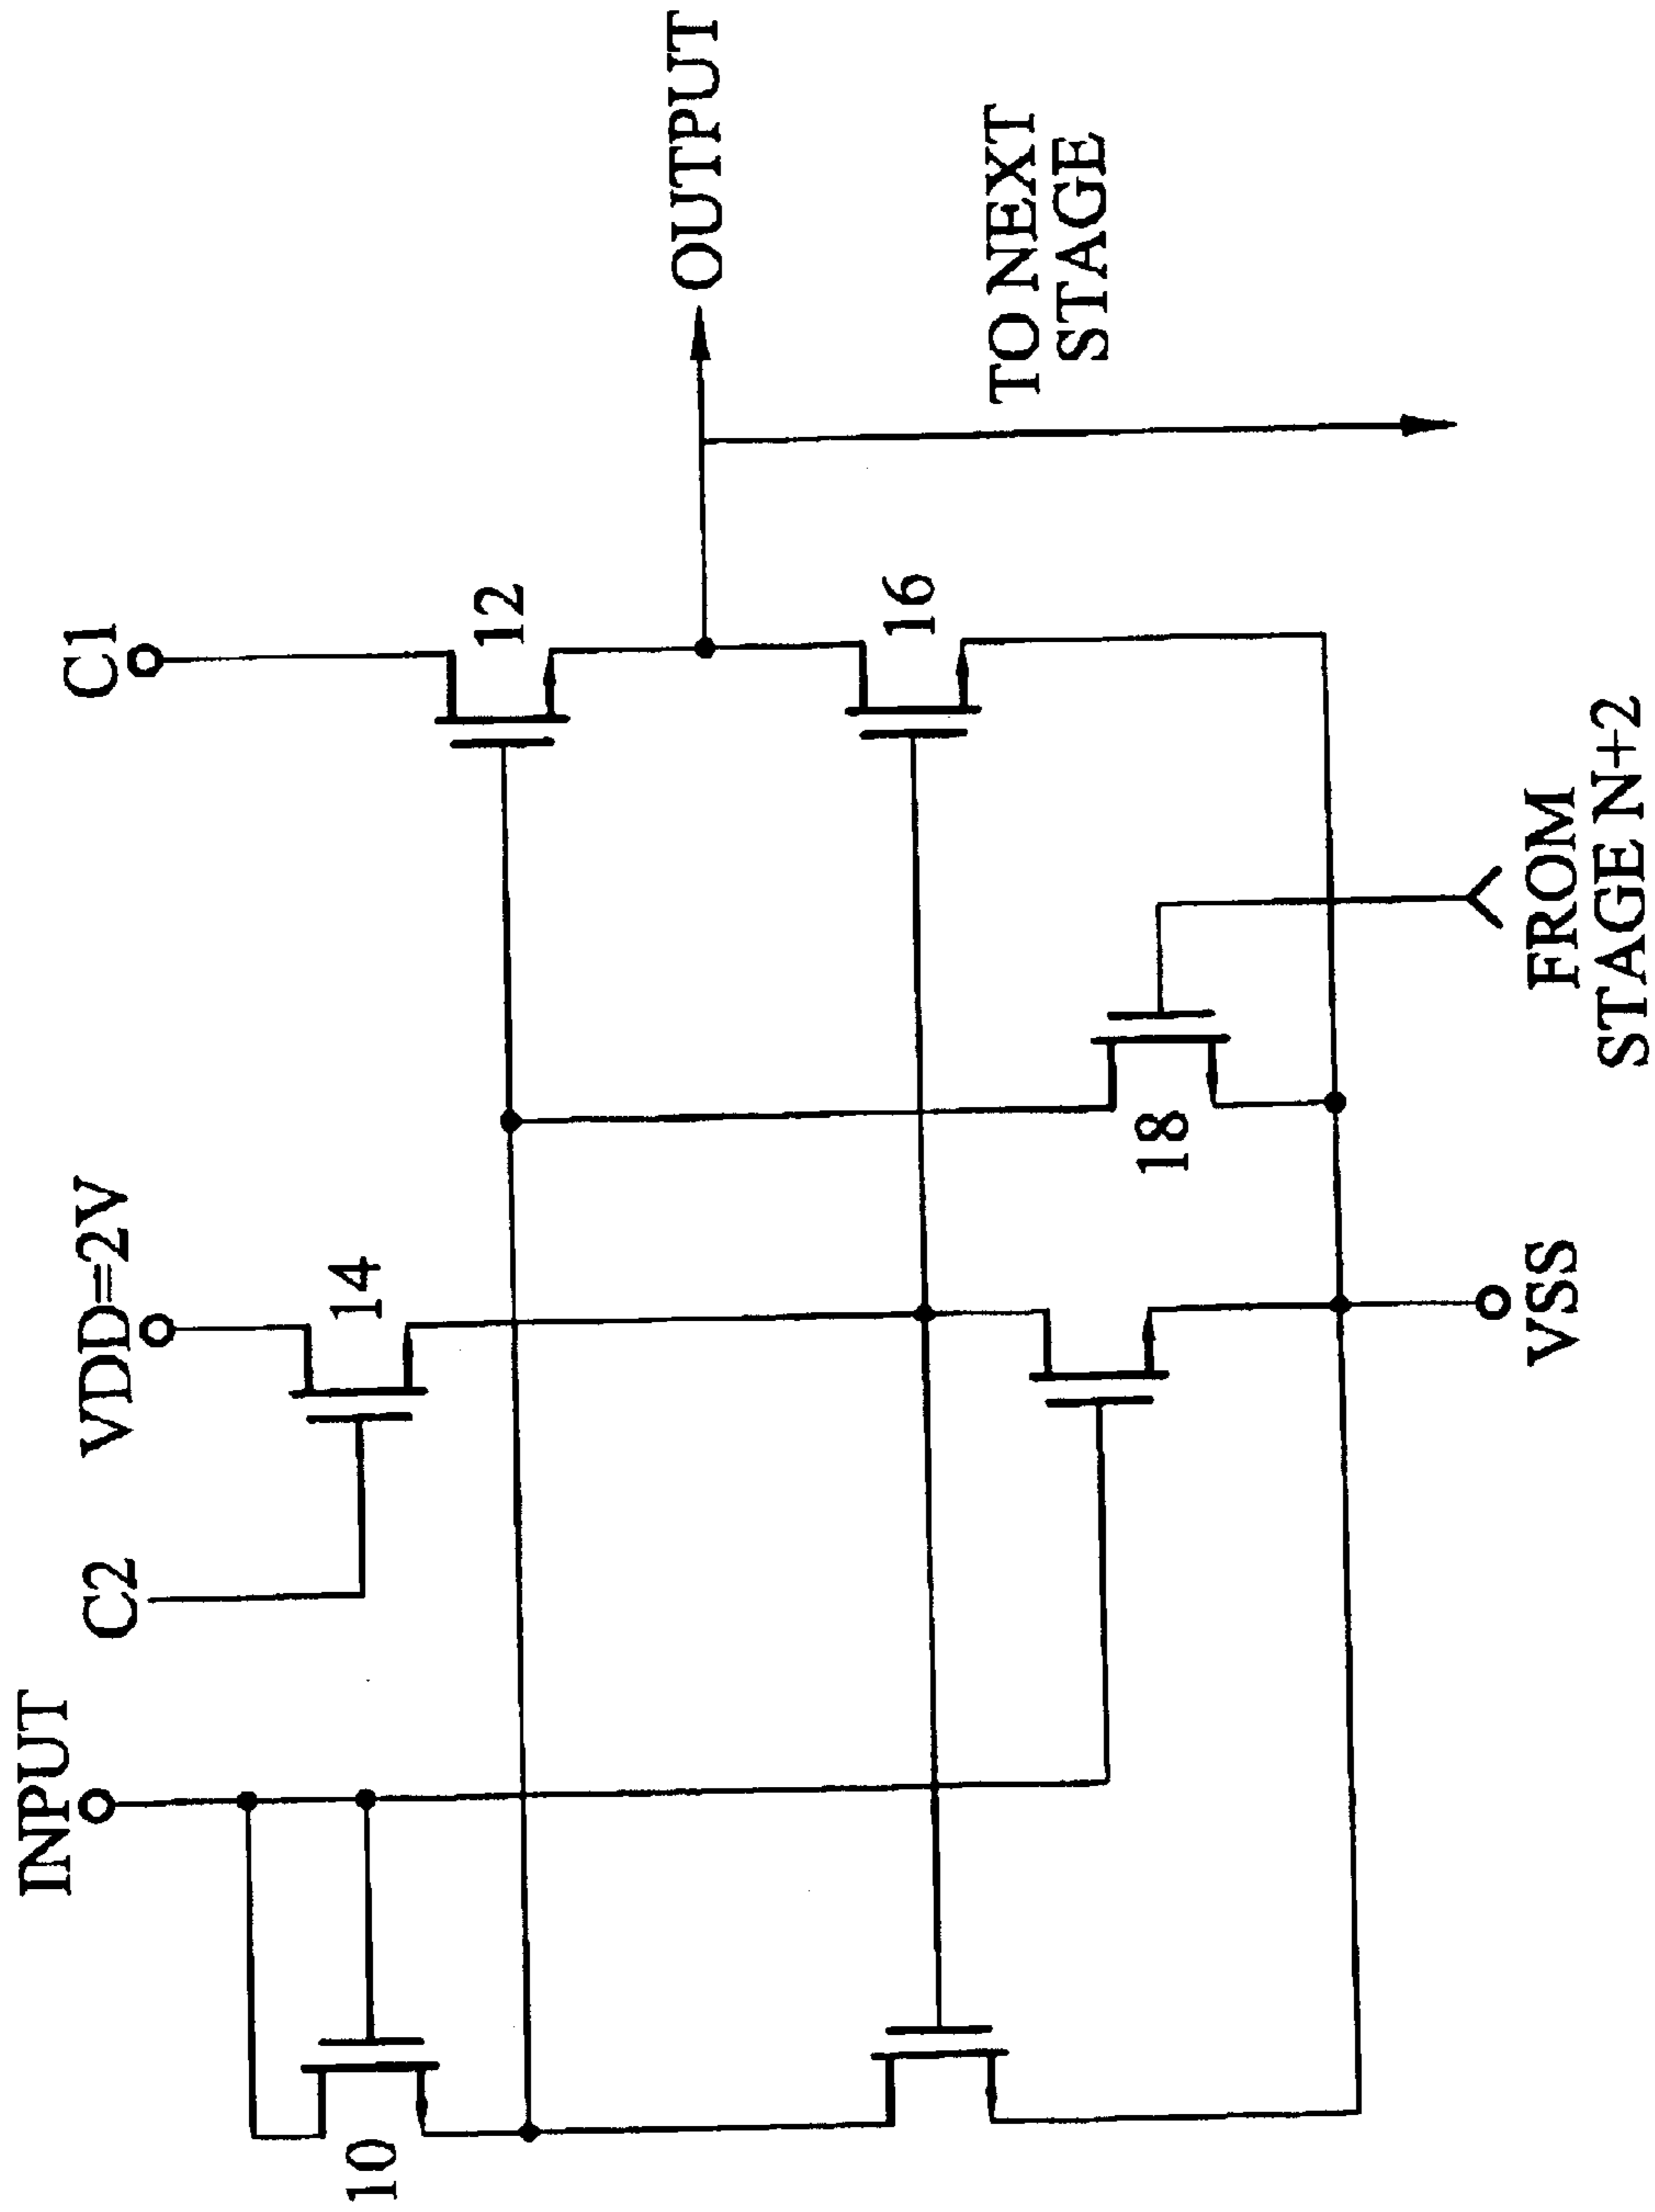 INPUT
C2
VDD=2V
C1
10
14
12
OUTPUT
16
18
TO NEXT
STAGE
VSS
FROM
STAGE N+2